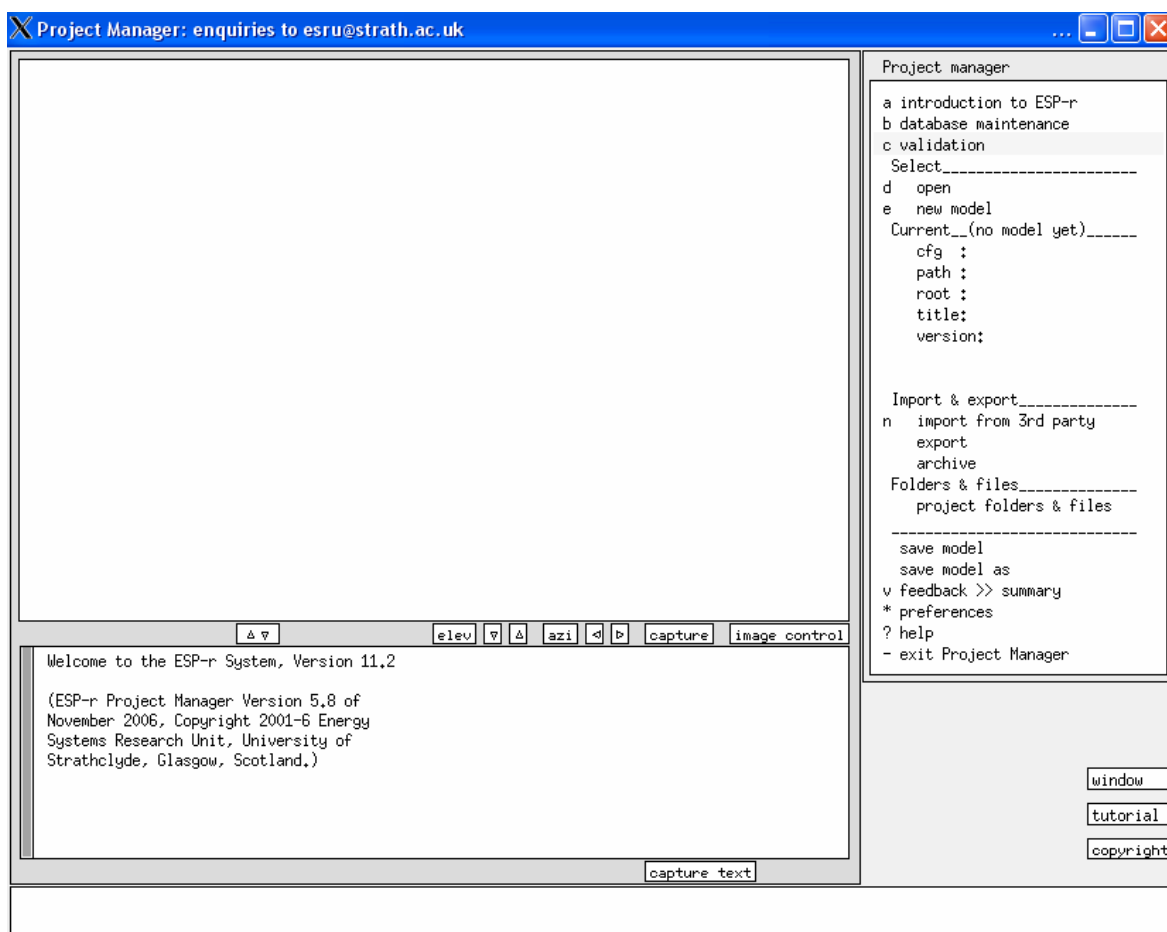 Project Manager: enquiries to esru@strath.ac.uk ...
Project manager
a introduction to ESP-r
b database maintenance
c validation
Select_______________________
d   open
e   new model
Current__(no model yet)______
cfg  :
path :
root :
title:
version:
Import & export______________
n   import from 3rd party
export
archive
Folders & files______________
project folders & files
_____________________________
save model
save model as
v feedback >> summary
* preferences
? help
- exit Project Manager
elev azi capture image control
Welcome to the ESP-r System, Version 11.2
(ESP-r Project Manager Version 5.8 of
November 2006, Copyright 2001-6 Energy
Systems Research Unit, University of
Strathclyde, Glasgow, Scotland.)
window
tutorial
copyright
capture text